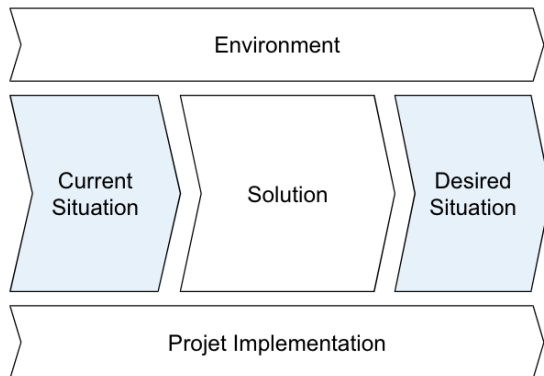 Environment
Current
Situation
Solution
Desired
Situation
Projet Implementation